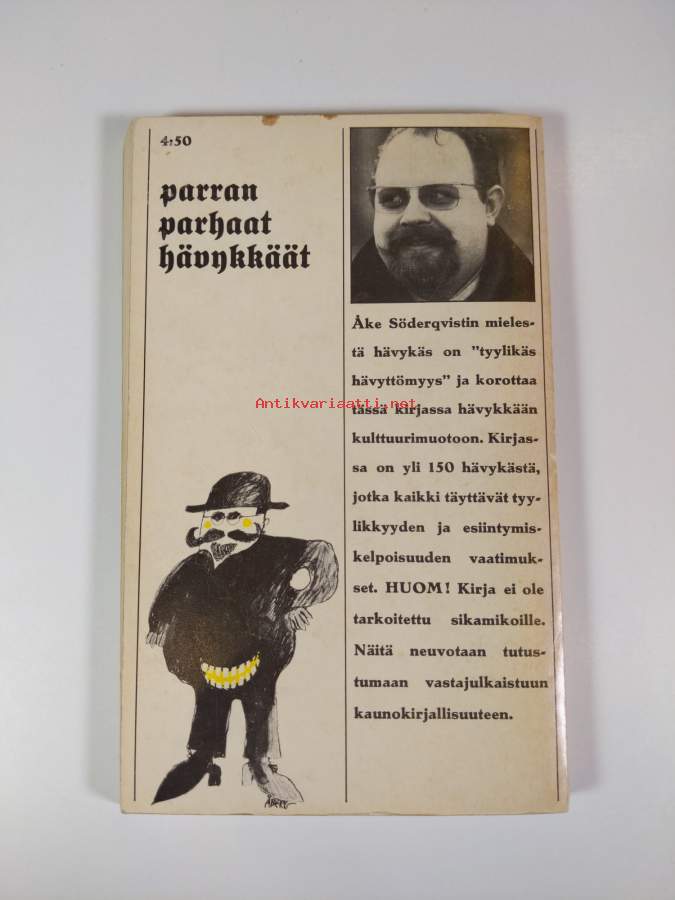 4:50
parran
parhaat
hävykkäät
Åke Söderqvistin mieles-
tä hävykäs on "tyylikäs
hävyttömyys" ja korottaa
Antikvariaatti.net
tässä kirjassa hävykkään
kulttuurimuotoon. Kirjas-
sa on yli 150 hävykästä,
jotka kaikki täyttävät tyy-
likkyyden ja esiintymis-
kelpoisuuden vaatimuk-
set. HUOM! Kirja ei ole
tarkoitettu sikamikoille.
Näitä neuvotaan tutus-
tumaan vastajulkaistuun
kaunokirjallisuuteen.